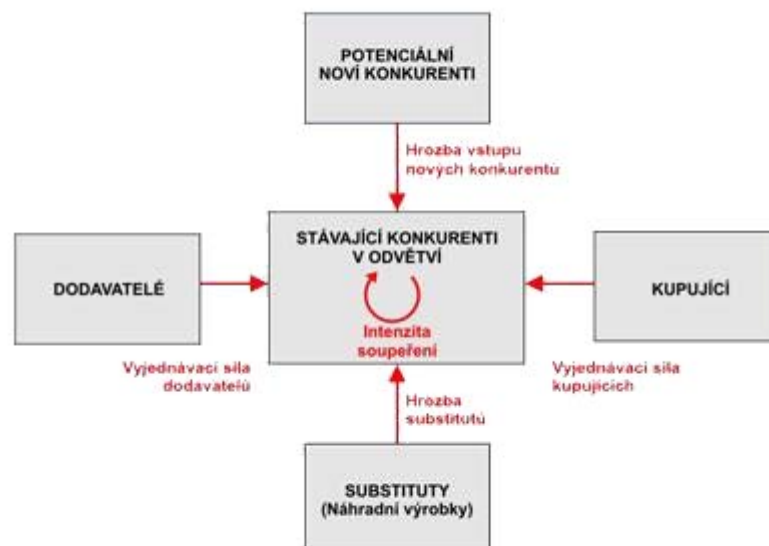 POTENCIÁLNÍ
NOVÍ KONKURENTI
Hrozba vstupu
nových konkurentů
STÁVAJÍCÍ KONKURENTI
V ODVĚTVÍ
Intenzita
soupeření
DODAVATELÉ
Vyjednávací síla
dodavatelů
KUPUJÍCÍ
Vyjednávací síla
kupujících
Hrozba
substitutů
SUBSTITUTY
(Náhradní výrobky)